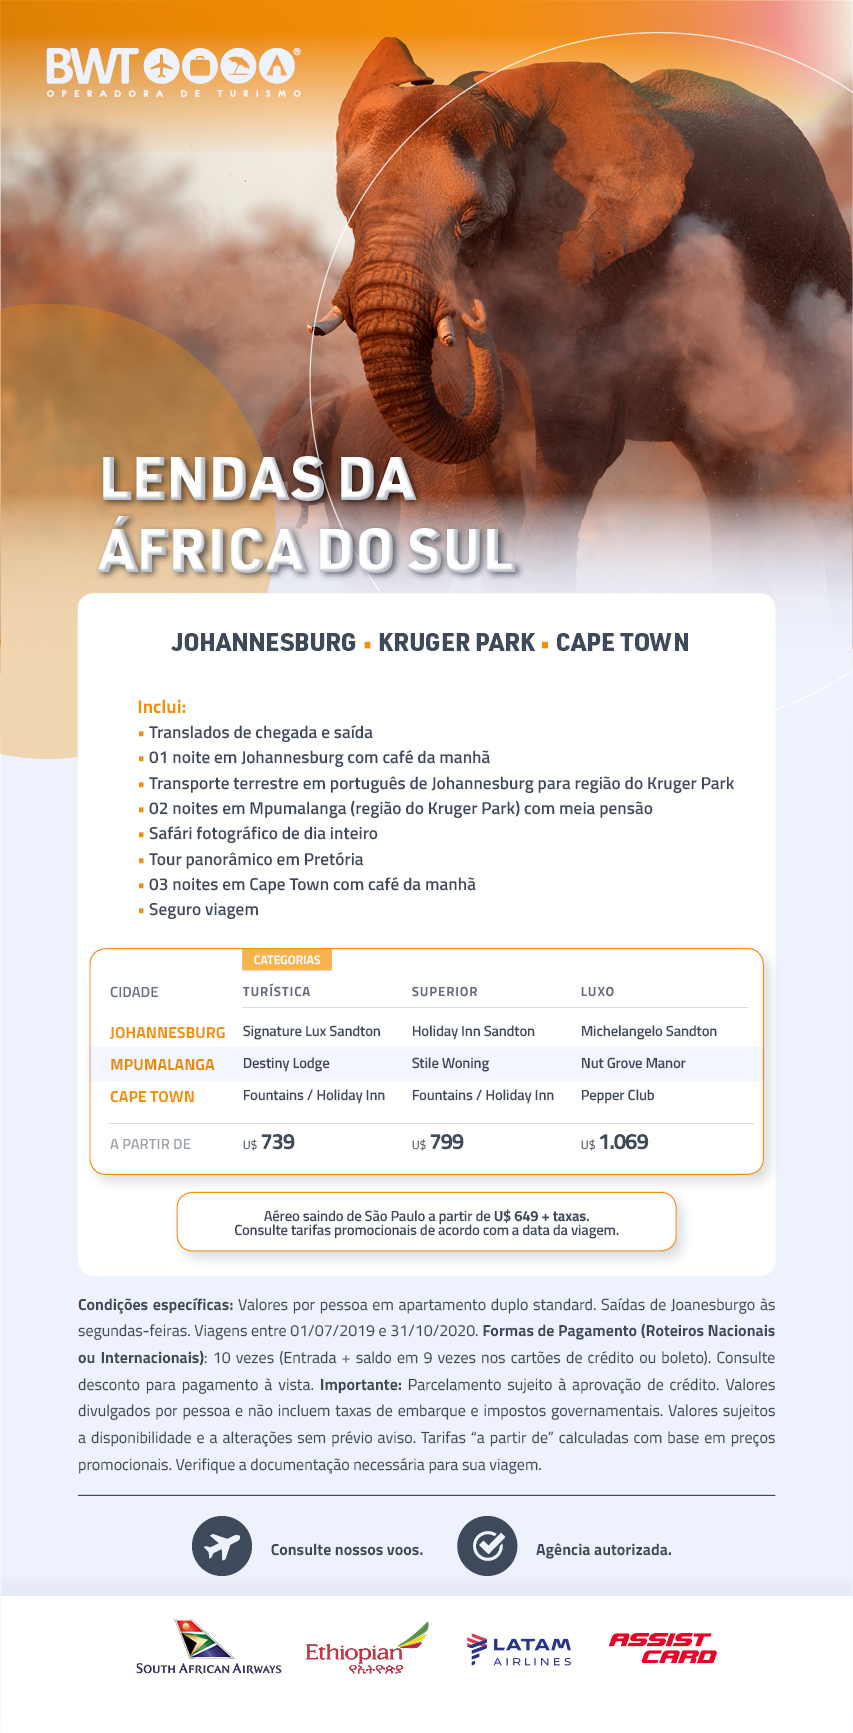 BWT
OPERADORA DE TURISMO
LENDAS DA
ÁFRICA DO SUL
JOHANNESBURG ▪ KRUGER PARK ▪ CAPE TOWN
Inclui:
▪ Translados de chegada e saída
▪ 01 noite em Johannesburg com café da manhã
▪ Transporte terrestre em português de Johannesburg para região do Kruger Park
▪ 02 noites em Mpumalanga (região do Kruger Park) com meia pensão
▪ Safári fotográfico de dia inteiro
▪ Tour panorâmico em Pretória
▪ 03 noites em Cape Town com café da manhã
▪ Seguro viagem
CATEGORIAS
CIDADE TURÍSTICA SUPERIOR LUXO
JOHANNESBURG Signature Lux Sandton Holiday Inn Sandton Michelangelo Sandton
MPUMALANGA Destiny Lodge Stile Woning Nut Grove Manor
CAPE TOWN Fountains / Holiday Inn Fountains / Holiday Inn Pepper Club
A PARTIR DE U$ 739 U$ 799 U$ 1.069
Aéreo saindo de São Paulo a partir de U$ 649 + taxas.
Consulte tarifas promocionais de acordo com a data da viagem.
Condições específicas: Valores por pessoa em apartamento duplo standard. Saídas de Joanesburgo às
segundas-feiras. Viagens entre 01/07/2019 e 31/10/2020. Formas de Pagamento (Roteiros Nacionais
ou Internacionais): 10 vezes (Entrada + saldo em 9 vezes nos cartões de crédito ou boleto). Consulte
desconto para pagamento à vista. Importante: Parcelamento sujeito à aprovação de crédito. Valores
divulgados por pessoa e não incluem taxas de embarque e impostos governamentais. Valores sujeitos
a disponibilidade e a alterações sem prévio aviso. Tarifas “a partir de” calculadas com base em preços
promocionais. Verifique a documentação necessária para sua viagem.
Consulte nossos voos. Agência autorizada.
SOUTH AFRICAN AIRWAYS
Ethiopian
የኢትዮጵያ
LATAM
AIRLINES
ASSIST
CARD